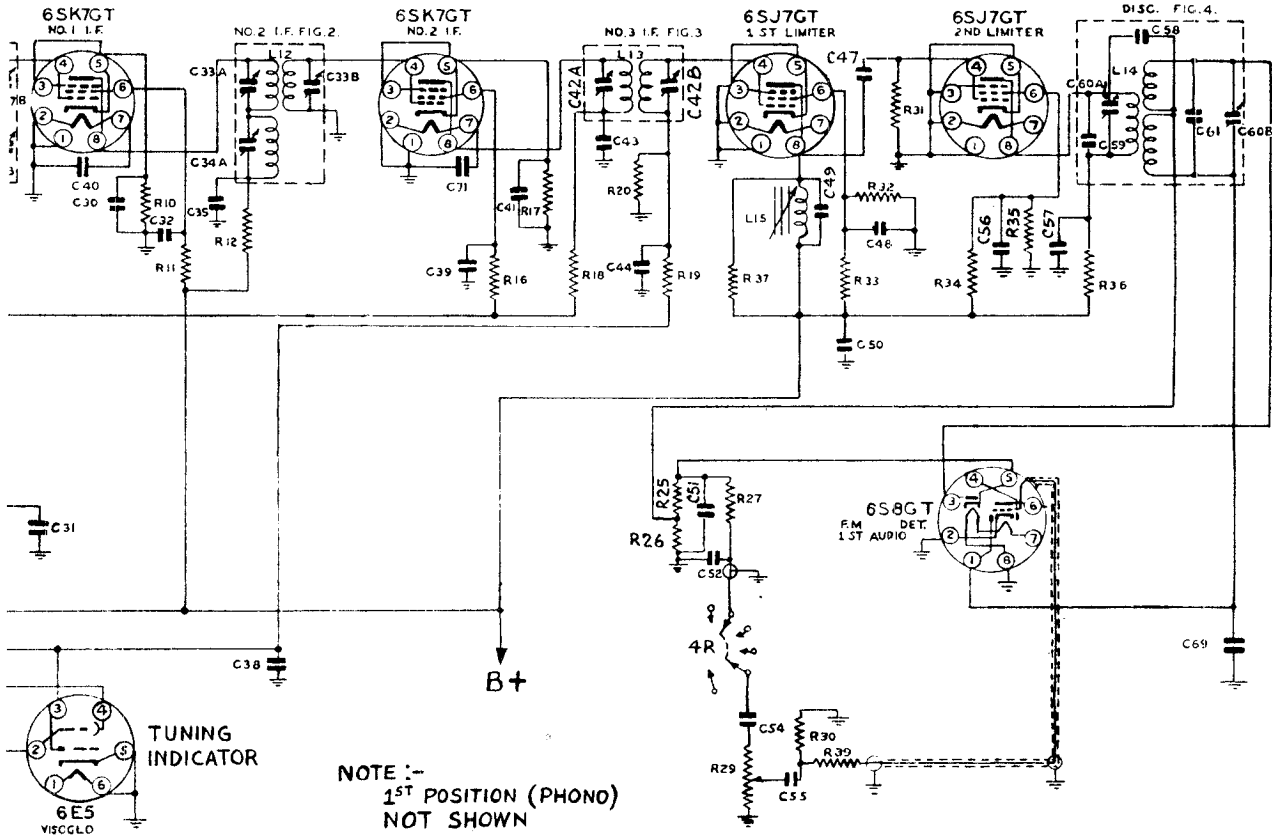 6SK7GT
NO.1 I.F.
NO.2 I.F. FIG.2.
L12
C33A
C33B
C34A
C35
C40
C30
R10
C32
R11
R12
6SK7GT
NO.2 I.F.
C71
C41
R17
C39
R16
NO.3 I.F. FIG.3
L13
C42A
C42B
C43
R20
R18
C44
R19
6SJ7GT
1ST LIMITER
C47
L15
C49
R37
R32
C48
R33
C50
6SJ7GT
2ND LIMITER
R31
C56
R35
C57
R34
R36
DISC. FIG.4.
C58
L14
C60A
C59
C61
C60B
C31
R25
C51
R27
R26
C52
6S8GT
F.M DET.
1ST AUDIO
4R
C69
C38
B+
C54
R29
R30
R39
C55
TUNING
INDICATOR
6E5
NOTE :-
1ST POSITION (PHONO)
NOT SHOWN